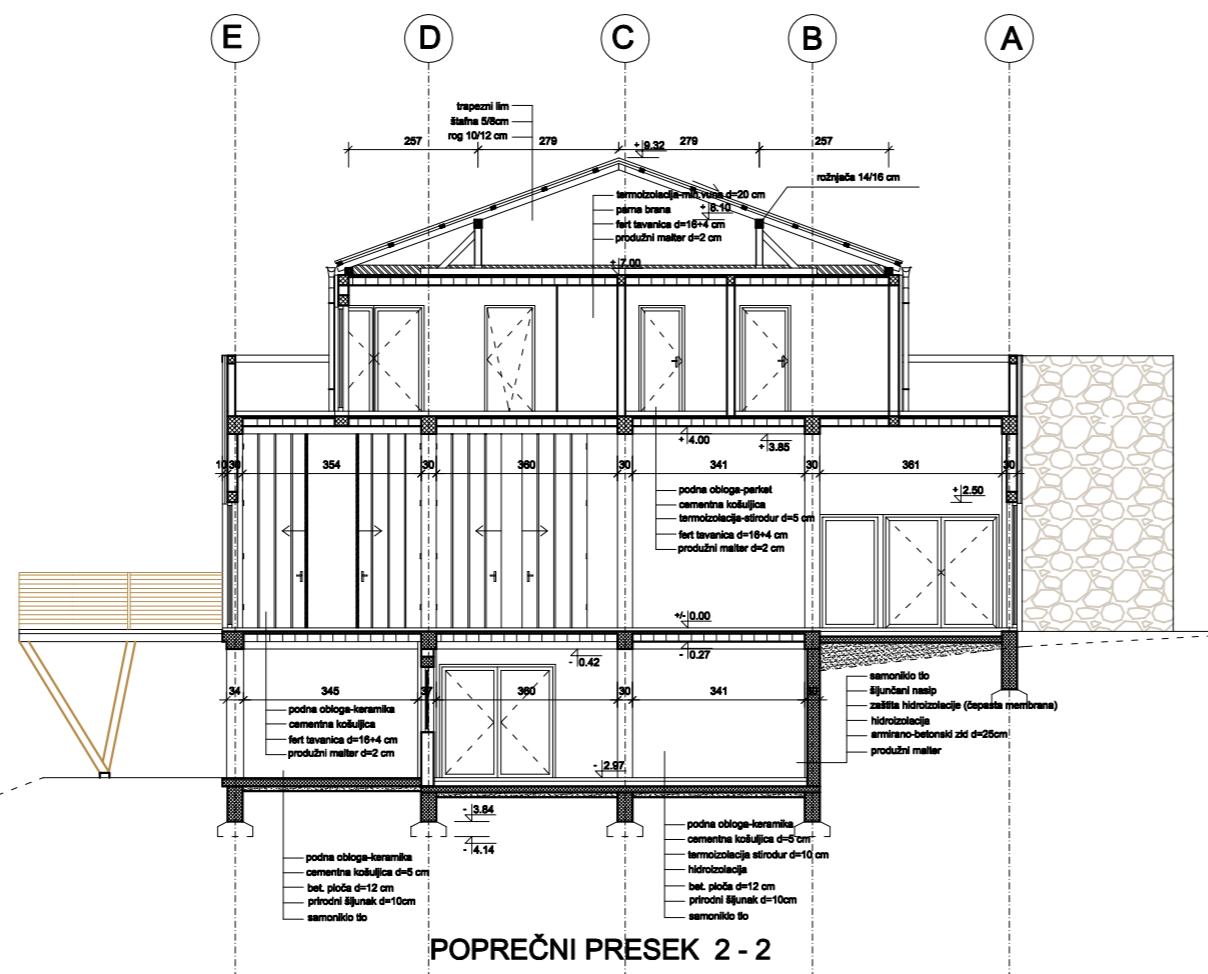 E D C B A
trapezni lim
štafna 5/8cm
rog 10/12 cm
257 279 279 257
+ 9.32
rožnjača 14/16 cm
termoizolacija-min.vuna d=20 cm
parna brana
+ 8.10
fert tavanica d=16+4 cm
produžni malter d=2 cm
+ 7.00
+ 4.00
+ 3.85
10 30 354 30 360 30 341 30 361 30
+ 2.50
podna obloga-parket
cementna košuljica
termoizolacija-stirodur d=5 cm
fert tavanica d=16+4 cm
produžni malter d=2 cm
+/- 0.00
- 0.42
- 0.27
34 345 37 360 30 341
podna obloga-keramika
cementna košuljica
fert tavanica d=16+4 cm
produžni malter d=2 cm
samoniklo tlo
šljunčani nasip
zaštita hidroizolacije (čepasta membrana)
hidroizolacija
armirano-betonski zid d=25cm
produžni malter
- 2.97
- 3.84
- 4.14
podna obloga-keramika
cementna košuljica d=5 cm
bet. ploča d=12 cm
prirodni šljunak d=10cm
samoniklo tlo
podna obloga-keramika
cementna košuljica d=5 cm
termoizolacija stirodur d=10 cm
hidroizolacija
bet. ploča d=12 cm
prirodni šljunak d=10cm
samoniklo tlo
POPREČNI PRESEK 2 - 2